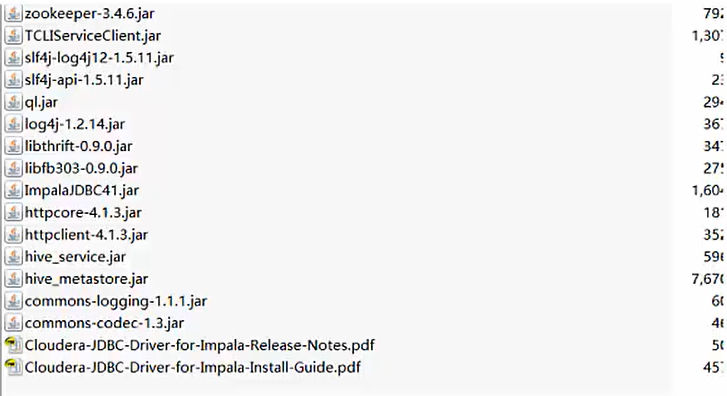 zookeeper-3.4.6.jar 792
TCLIServiceClient.jar 1,307
slf4j-log4j12-1.5.11.jar
slf4j-api-1.5.11.jar
ql.jar 294
log4j-1.2.14.jar 367
libthrift-0.9.0.jar 347
libfb303-0.9.0.jar 275
ImpalaJDBC41.jar 1,604
httpcore-4.1.3.jar 181
httpclient-4.1.3.jar 352
hive_service.jar 596
hive_metastore.jar 7,670
commons-logging-1.1.1.jar 60
commons-codec-1.3.jar 46
Cloudera-JDBC-Driver-for-Impala-Release-Notes.pdf 50
Cloudera-JDBC-Driver-for-Impala-Install-Guide.pdf 457